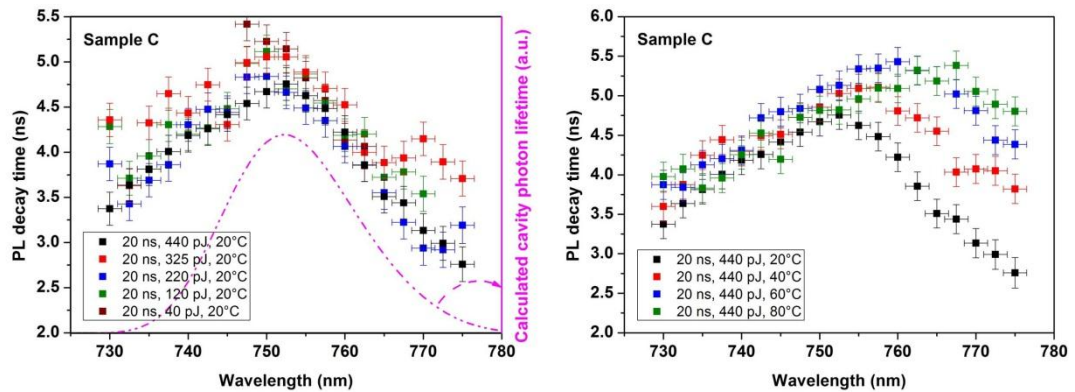 Sample C
PL decay time (ns)
5.5
5.0
4.5
4.0
3.5
3.0
2.5
2.0
20 ns, 440 pJ, 20°C
20 ns, 325 pJ, 20°C
20 ns, 220 pJ, 20°C
20 ns, 120 pJ, 20°C
20 ns, 40 pJ, 20°C
730 740 750 760 770 780
Wavelength (nm)
Calculated cavity photon lifetime (a.u.)
Sample C
PL decay time (ns)
6.0
5.5
5.0
4.5
4.0
3.5
3.0
2.5
2.0
20 ns, 440 pJ, 20°C
20 ns, 440 pJ, 40°C
20 ns, 440 pJ, 60°C
20 ns, 440 pJ, 80°C
730 740 750 760 770 780
Wavelength (nm)